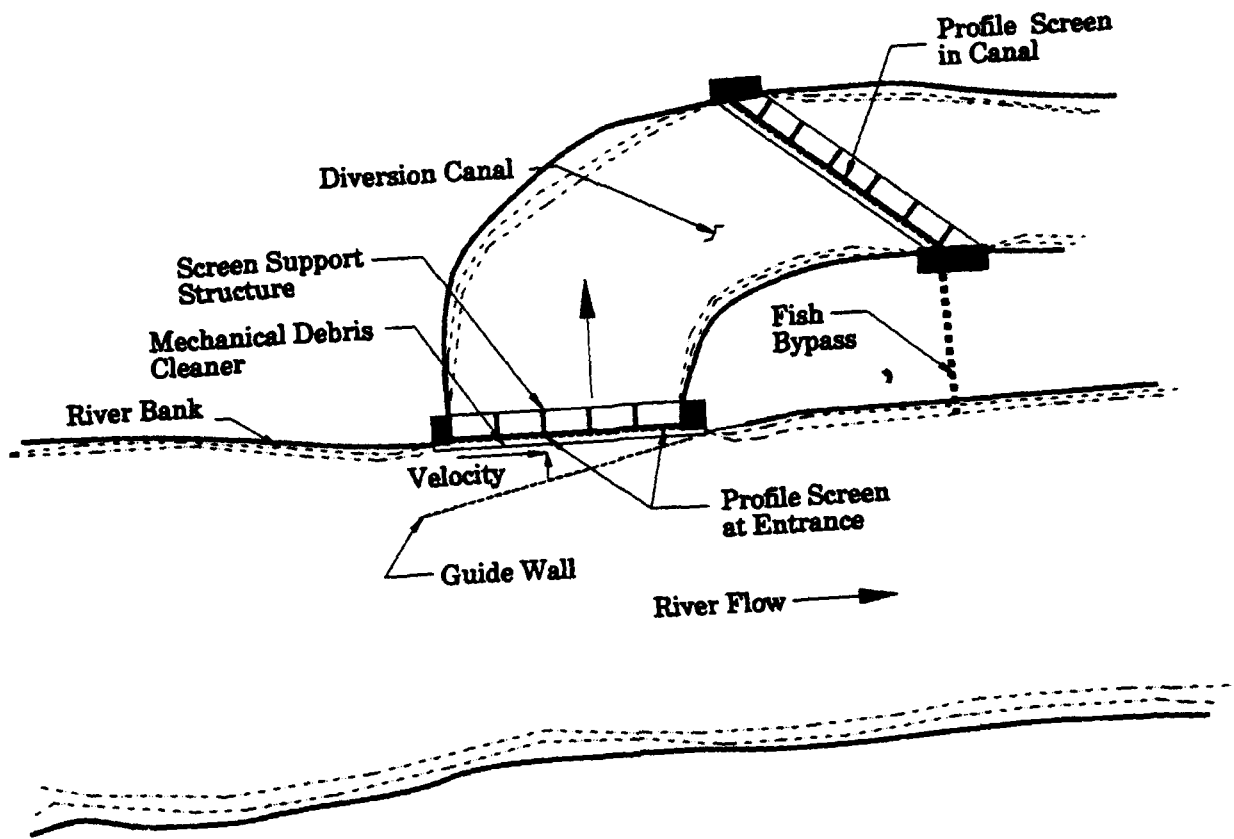 Profile Screen
in Canal
Diversion Canal
Screen Support
Structure
Mechanical Debris
Cleaner
Fish
Bypass
River Bank
Velocity
Profile Screen
at Entrance
Guide Wall
River Flow